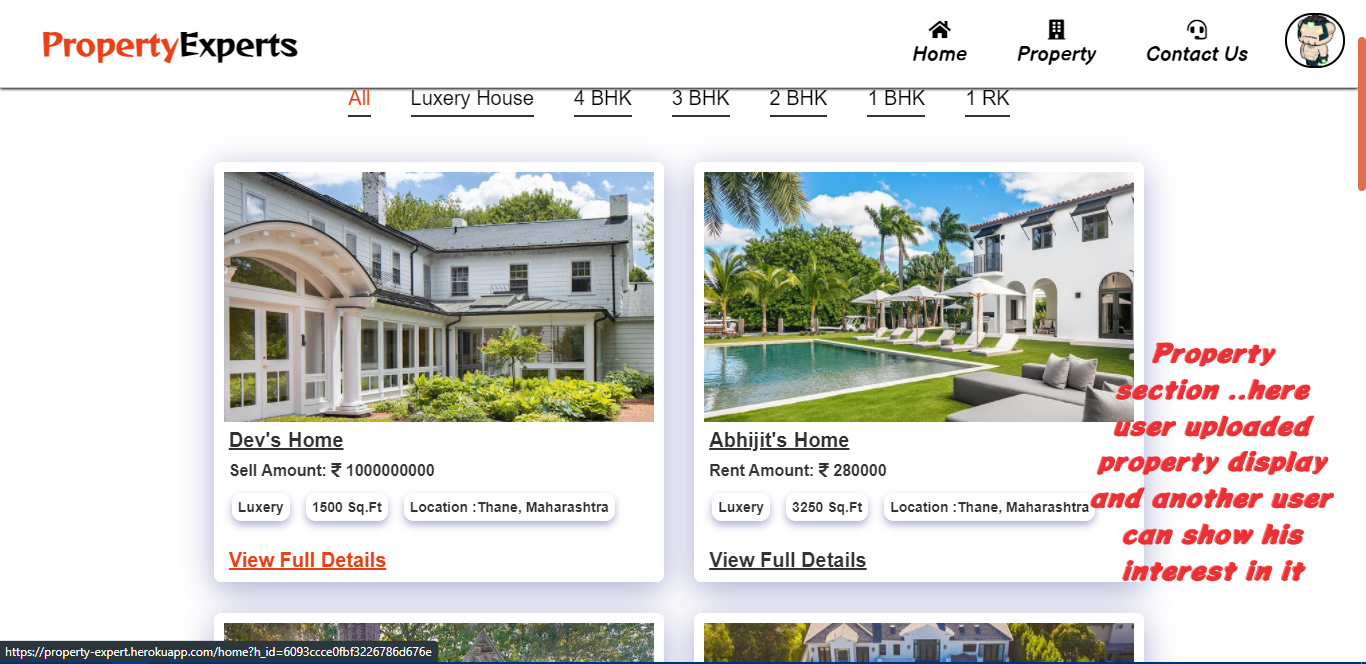 PropertyExperts
Home
Property
Contact Us
All
Luxery House
4 BHK
3 BHK
2 BHK
1 BHK
1 RK
Dev's Home
Sell Amount: ₹ 1000000000
Luxery
1500 Sq.Ft
Location :Thane, Maharashtra
View Full Details
Abhijit's Home
Rent Amount: ₹ 280000
Luxery
3250 Sq.Ft
Location :Thane, Maharashtra
View Full Details
Property
section ..here
user uploaded
property display
and another user
can show his
interest in it
https://property-expert.herokuapp.com/home?h_id=6093ccce0fbf3226786d676e